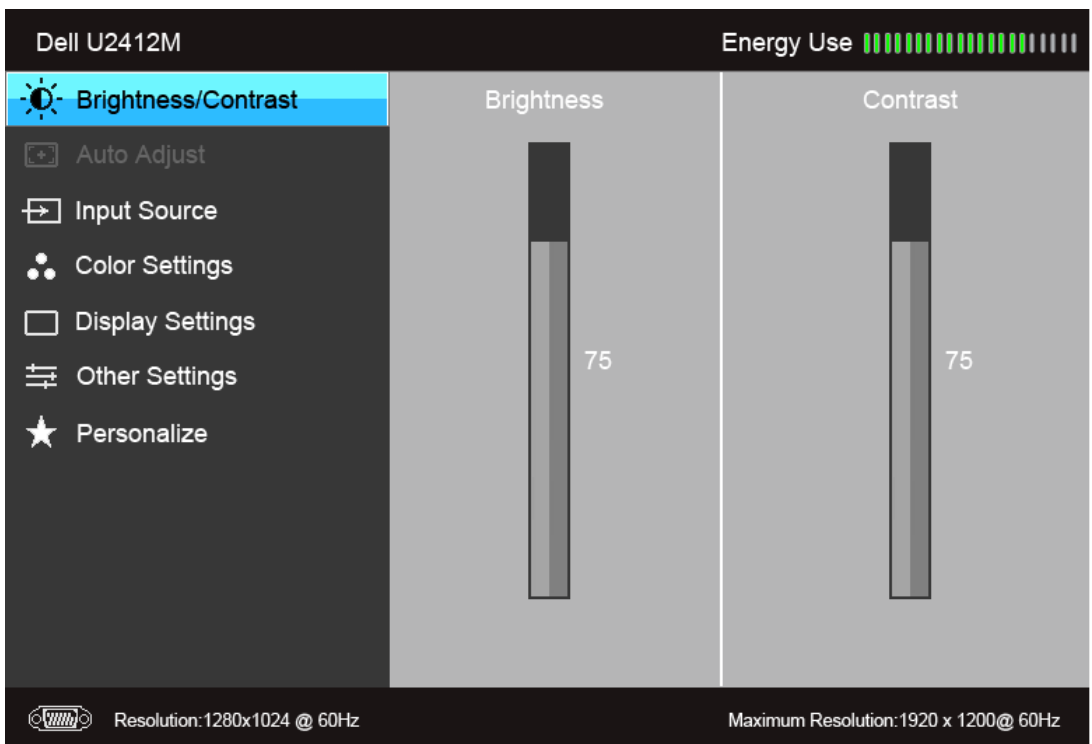 Dell U2412M
Energy Use
Brightness/Contrast
Brightness
Contrast
Auto Adjust
Input Source
Color Settings
Display Settings
75
75
Other Settings
Personalize
Resolution:1280x1024 @ 60Hz
Maximum Resolution:1920 x 1200@ 60Hz